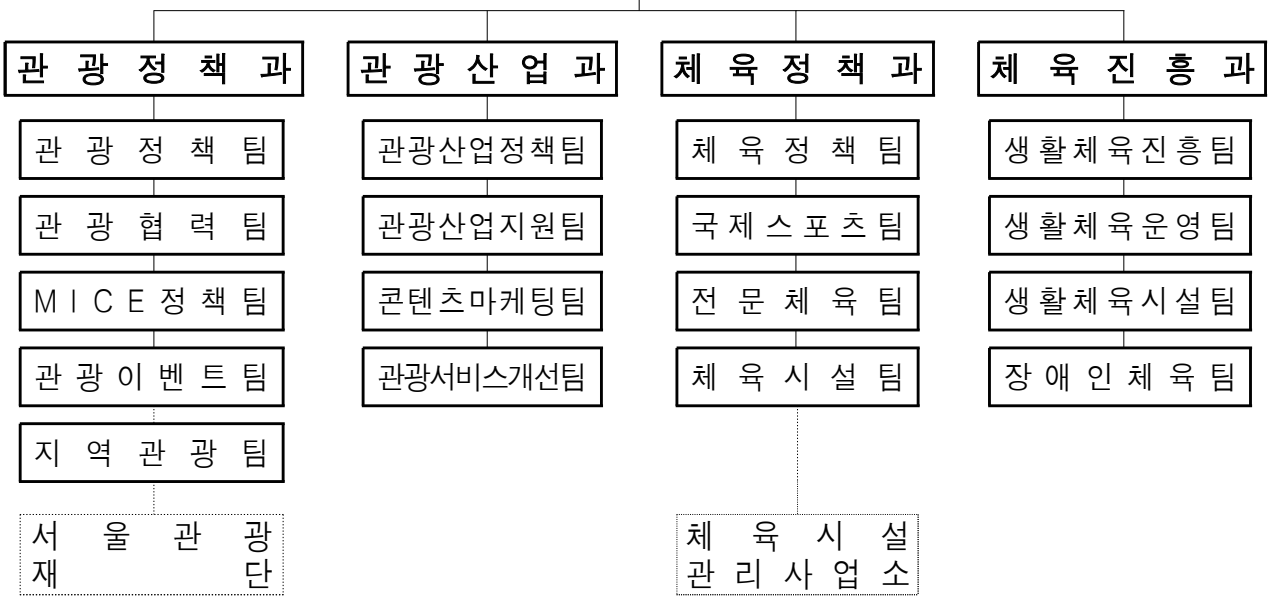 관광정책과
관광정책팀
관광협력팀
MICE정책팀
관광이벤트팀
지역관광팀
서울관광
재단
관광산업과
관광산업정책팀
관광산업지원팀
콘텐츠마케팅팀
관광서비스개선팀
체육정책과
체육정책팀
국제스포츠팀
전문체육팀
체육시설팀
체육시설
관리사업소
체육진흥과
생활체육진흥팀
생활체육운영팀
생활체육시설팀
장애인체육팀